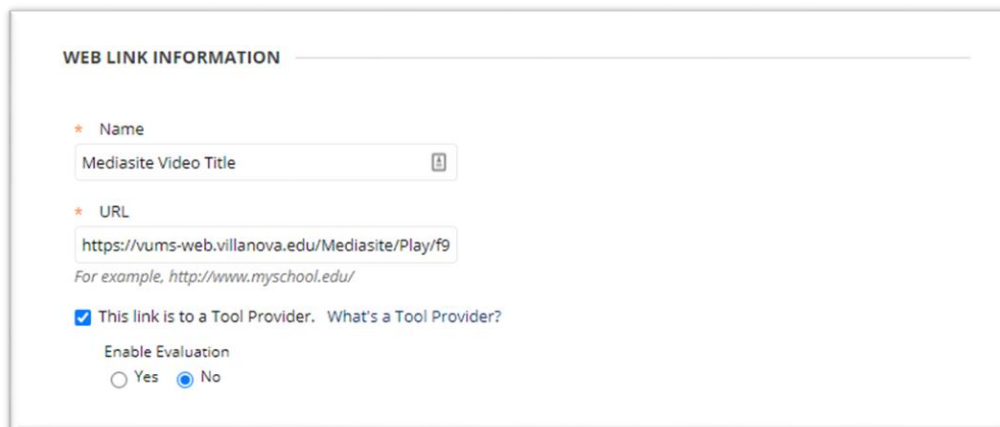 WEB LINK INFORMATION
* Name
Mediasite Video Title
* URL
https://vums-web.villanova.edu/Mediasite/Play/f9
For example, http://www.myschool.edu/
This link is to a Tool Provider. What's a Tool Provider?
Enable Evaluation
Yes No